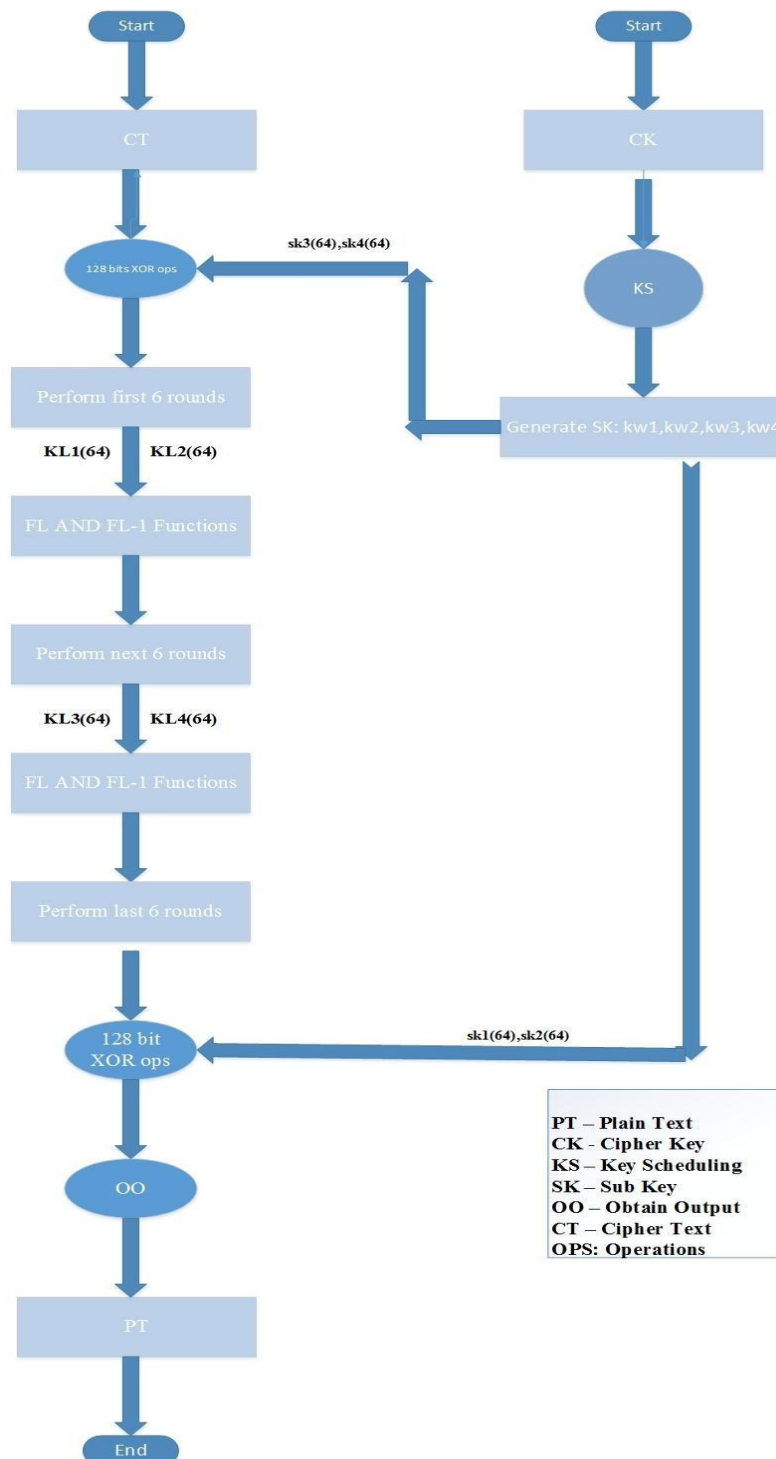 Start
Start
CT
CK
sk3(64),sk4(64)
128 bits XOR ops
KS
Perform first 6 rounds
Generate SK: kw1,kw2,kw3,kw4
KL1(64) KL2(64)
FL AND FL-1 Functions
Perform next 6 rounds
KL3(64) KL4(64)
FL AND FL-1 Functions
Perform last 6 rounds
sk1(64),sk2(64)
128 bit
XOR ops
OO
PT – Plain Text
CK - Cipher Key
KS – Key Scheduling
SK – Sub Key
OO – Obtain Output
CT – Cipher Text
OPS: Operations
PT
End